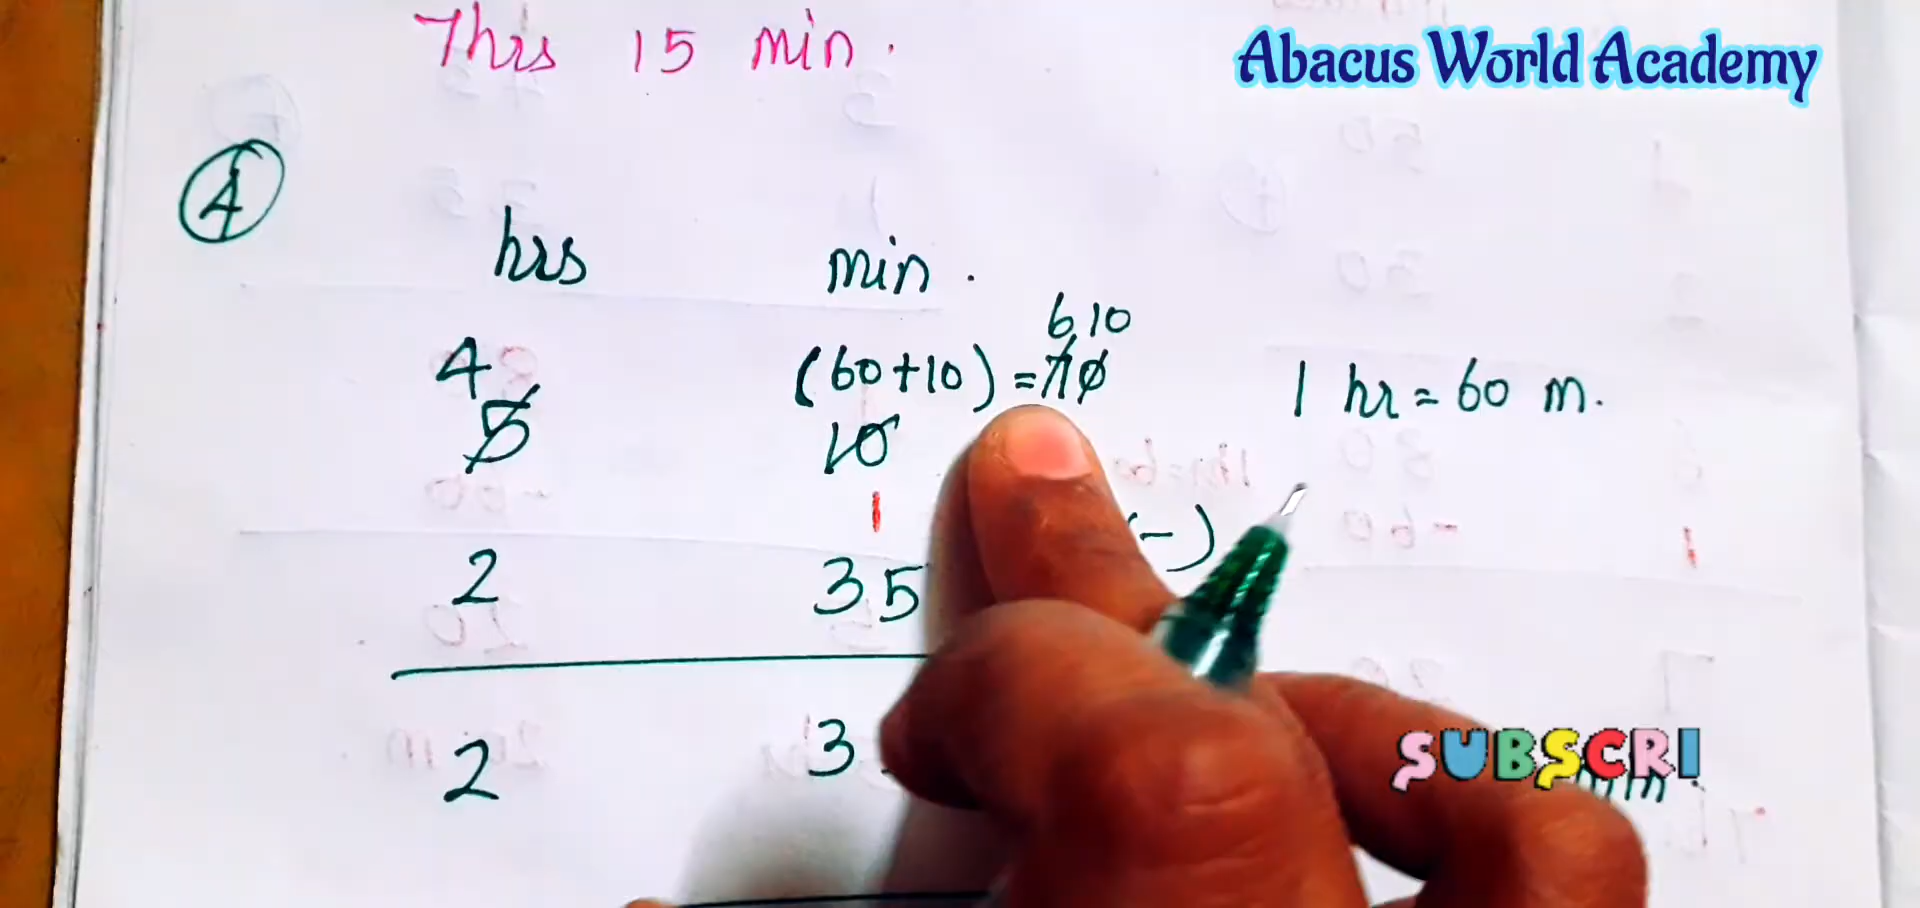 7hrs 15 min.
Abacus World Academy
4
hrs min.
6 10
4 (60+10) = 70
1 hr = 60 m.
5 10
1
(-)
2 35
2 3
SUBSCRI